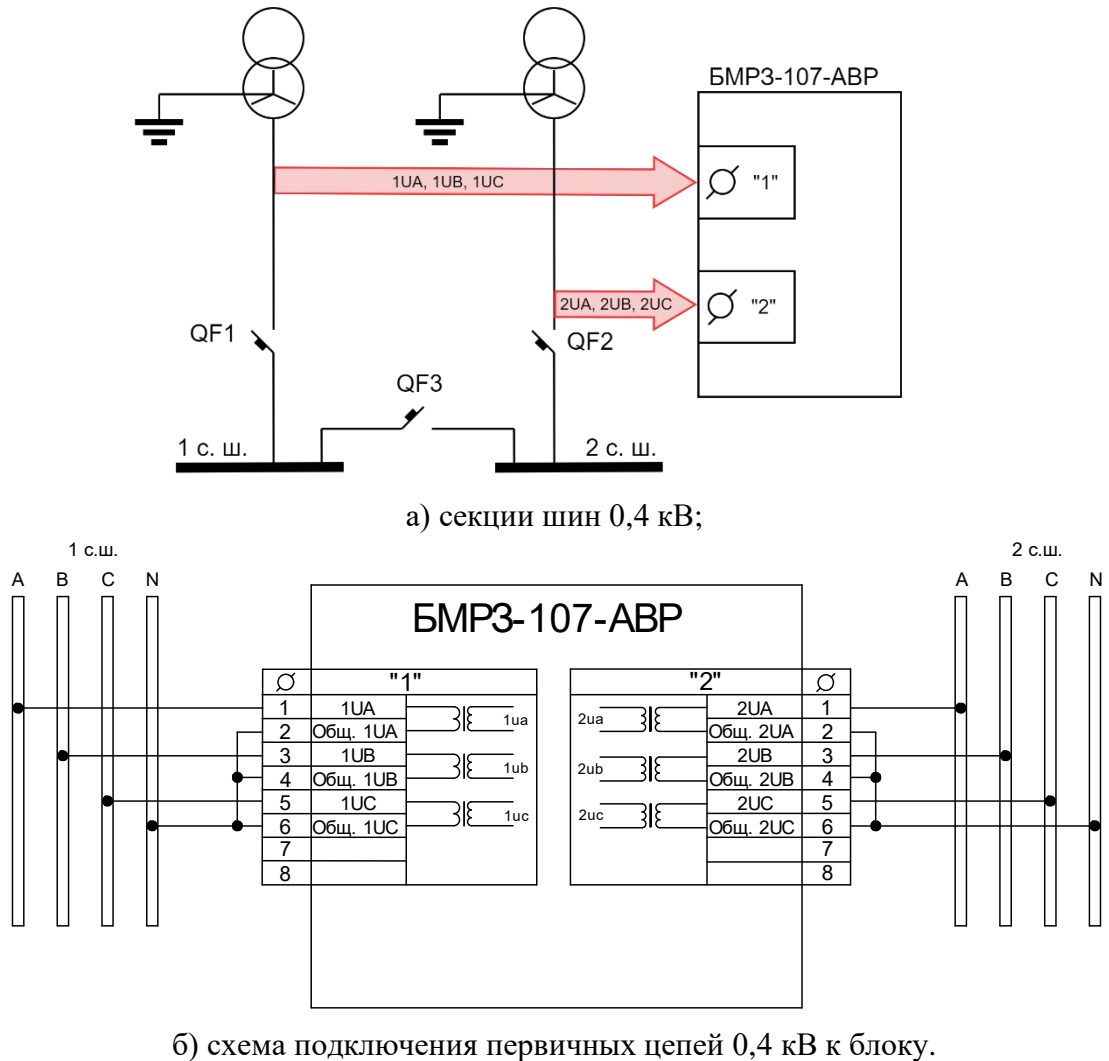 БМРЗ-107-АВР
1UA, 1UB, 1UC
"1"
2UA, 2UB, 2UC
"2"
QF1
QF2
QF3
1 с. ш.
2 с. ш.
а) секции шин 0,4 кВ;
1 с.ш.
2 с.ш.
A B C N
A B C N
БМРЗ-107-АВР
"1"
1 1UA
1ua
2 Общ. 1UA
3 1UB
1ub
4 Общ. 1UB
5 1UC
1uc
6 Общ. 1UC
7
8
"2"
2ua
2UA 1
Общ. 2UA 2
2ub
2UB 3
Общ. 2UB 4
2uc
2UC 5
Общ. 2UC 6
7
8
б) схема подключения первичных цепей 0,4 кВ к блоку.